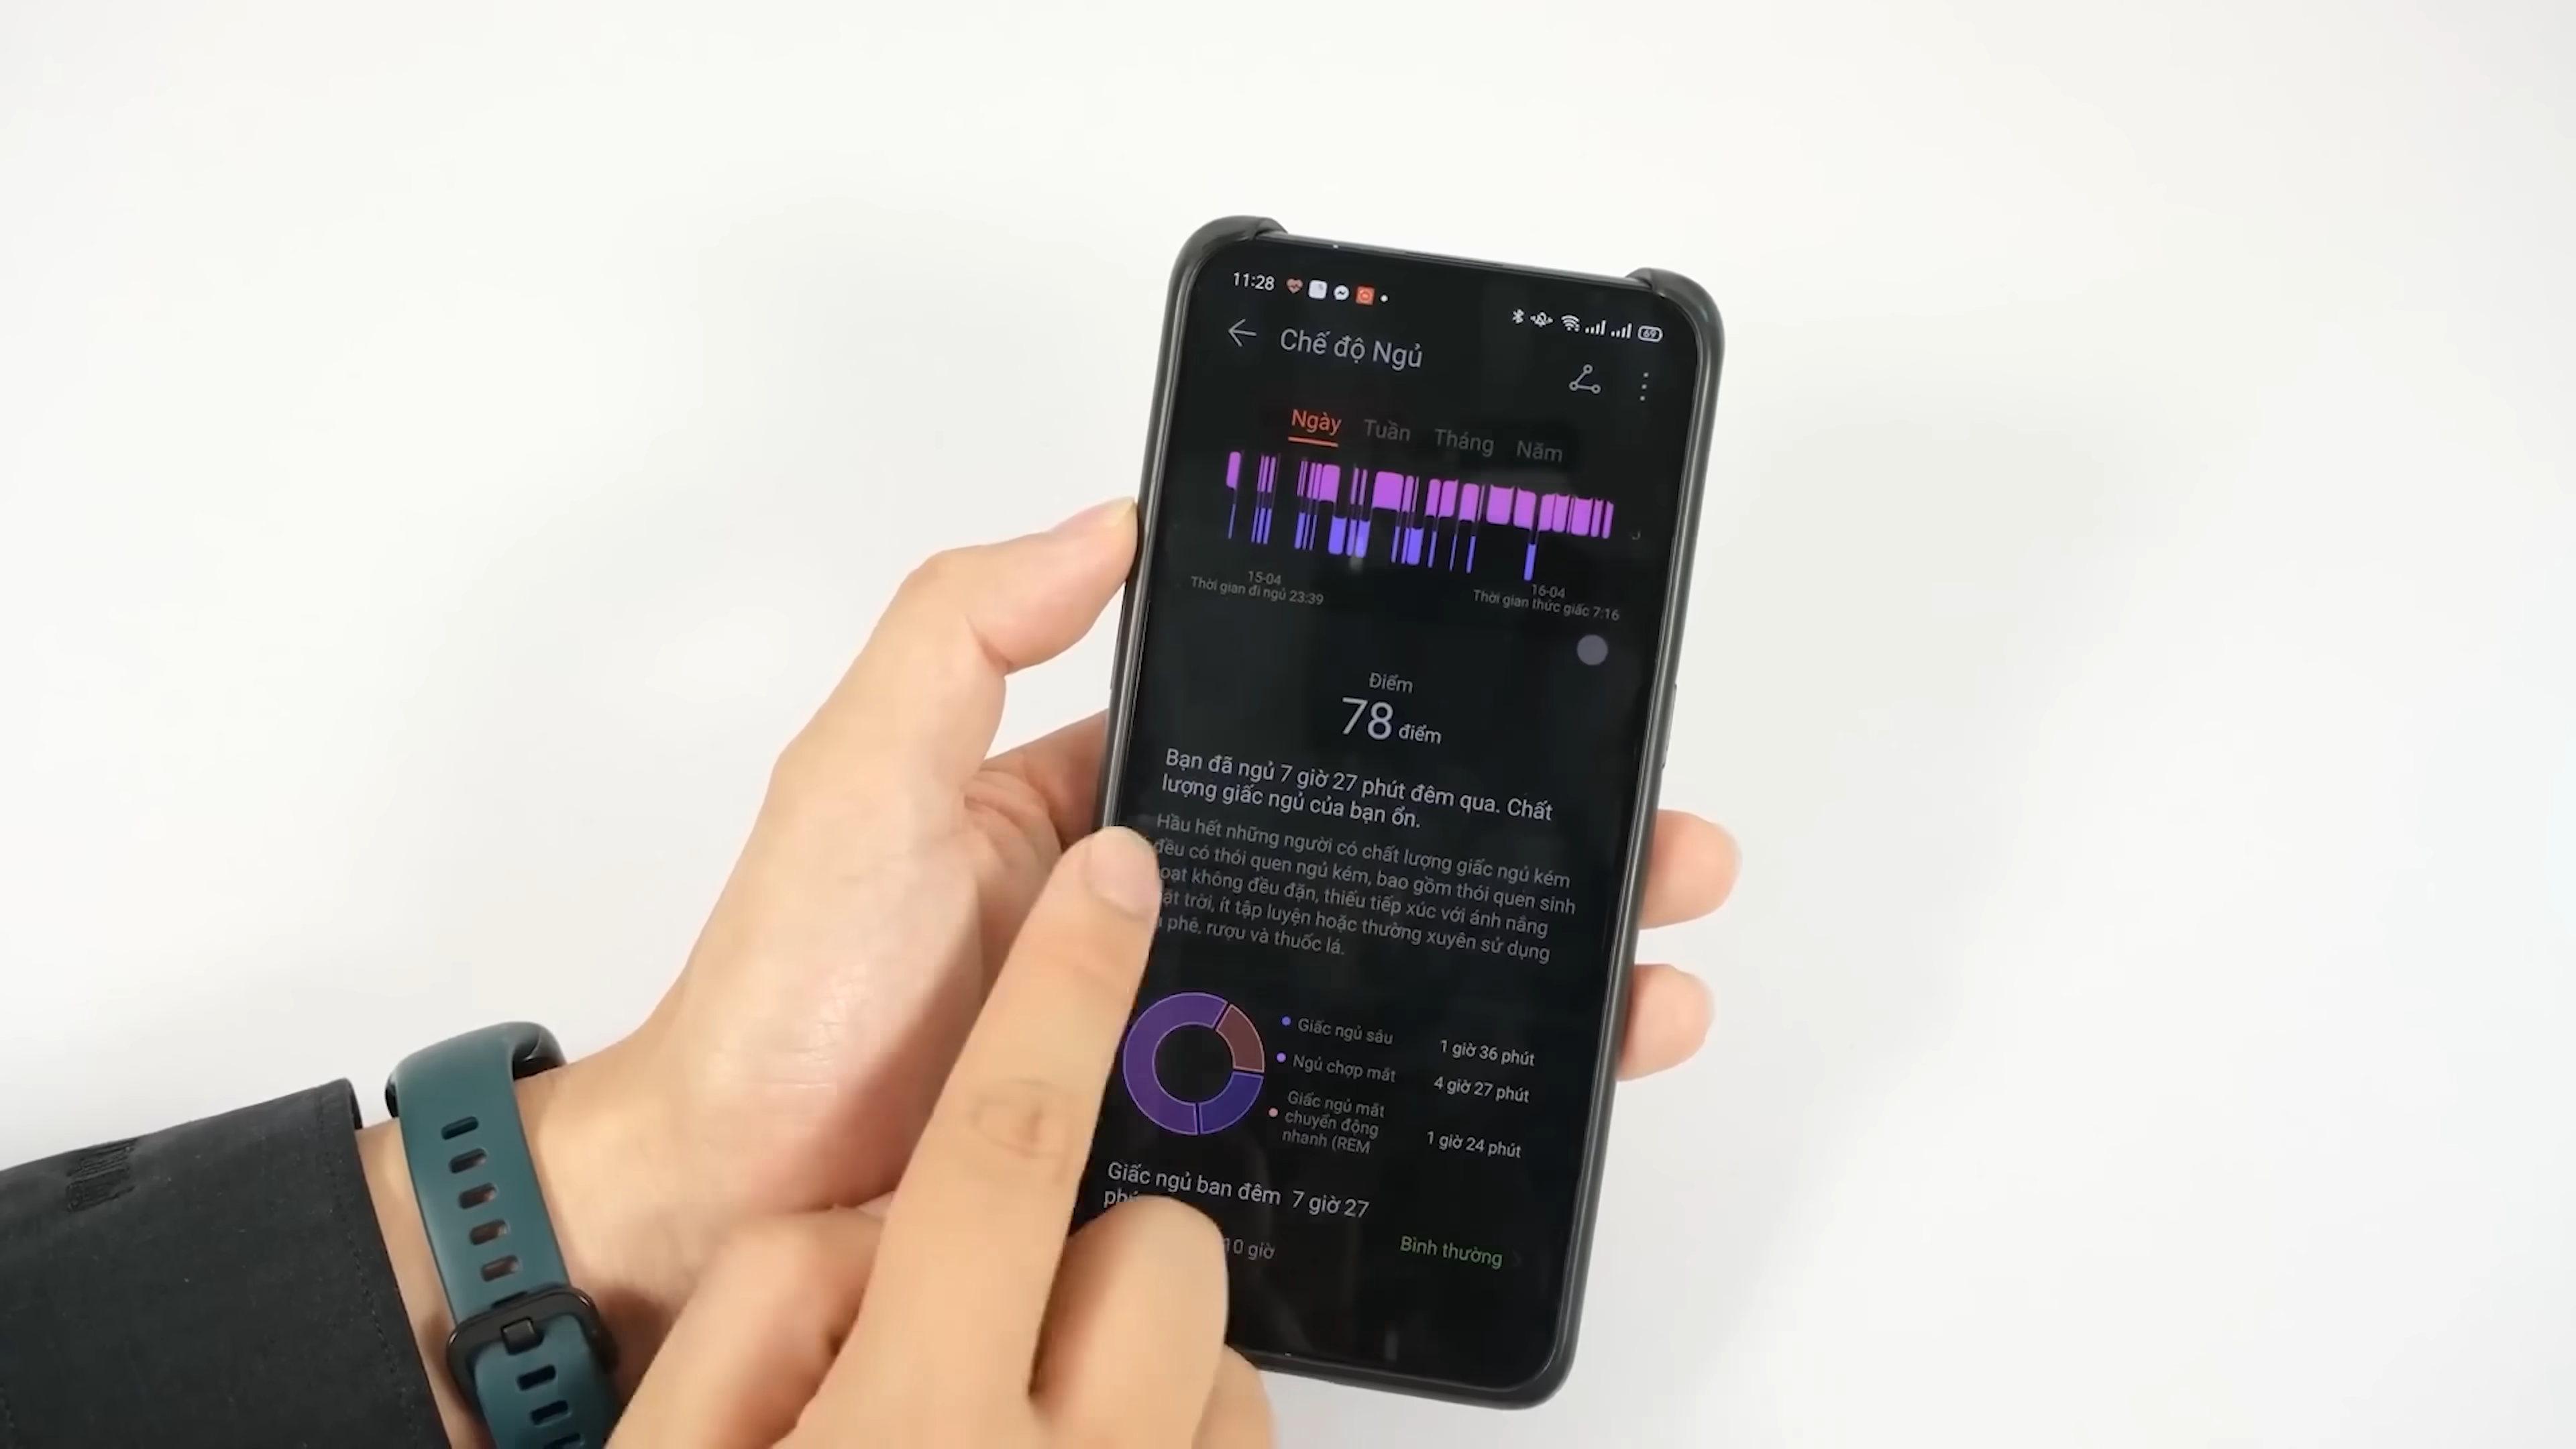 11:28
69
Chế độ Ngủ
Ngày Tuần Tháng Năm
15-04
Thời gian đi ngủ 23:39
16-04
Thời gian thức giấc 7:16
Điểm
78 điểm
Bạn đã ngủ 7 giờ 27 phút đêm qua. Chất
lượng giấc ngủ của bạn ổn.
Hầu hết những người có chất lượng giấc ngủ kém
đều có thói quen ngủ kém, bao gồm thói quen sinh
không đều đặn, thiếu tiếp xúc với ánh nắng
trời, ít tập luyện hoặc thường xuyên sử dụng
phê, rượu và thuốc lá.
Giấc ngủ sâu 1 giờ 36 phút
Ngủ chợp mắt 4 giờ 27 phút
Giấc ngủ mắt
chuyển động
nhanh (REM 1 giờ 24 phút
Giấc ngủ ban đêm 7 giờ 27
10 giờ Bình thường